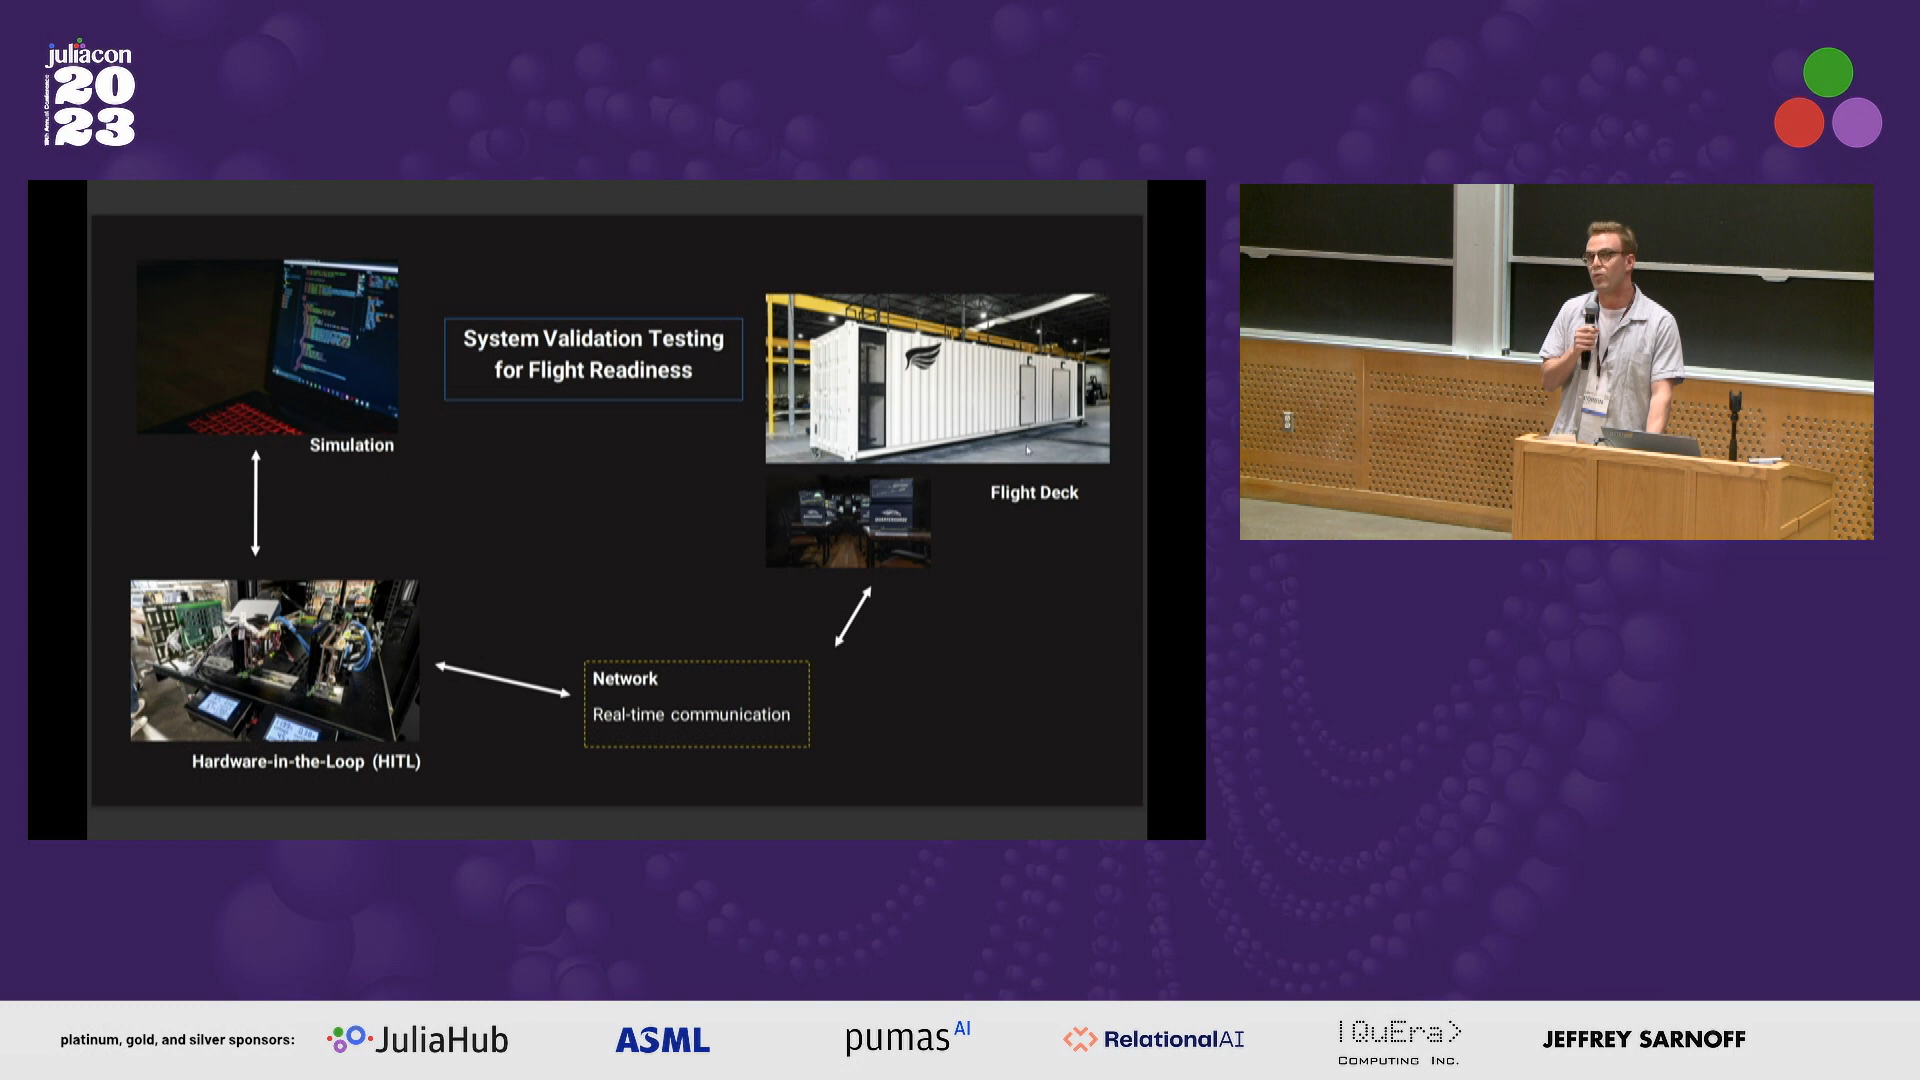 juliacon
2023
System Validation Testing
for Flight Readiness
Simulation
Flight Deck
Network
Real-time communication
Hardware-in-the-Loop (HITL)
platinum, gold, and silver sponsors:
JuliaHub
ASML
pumas AI
RelationalAI
|QuEra>
COMPUTING INC.
JEFFREY SARNOFF